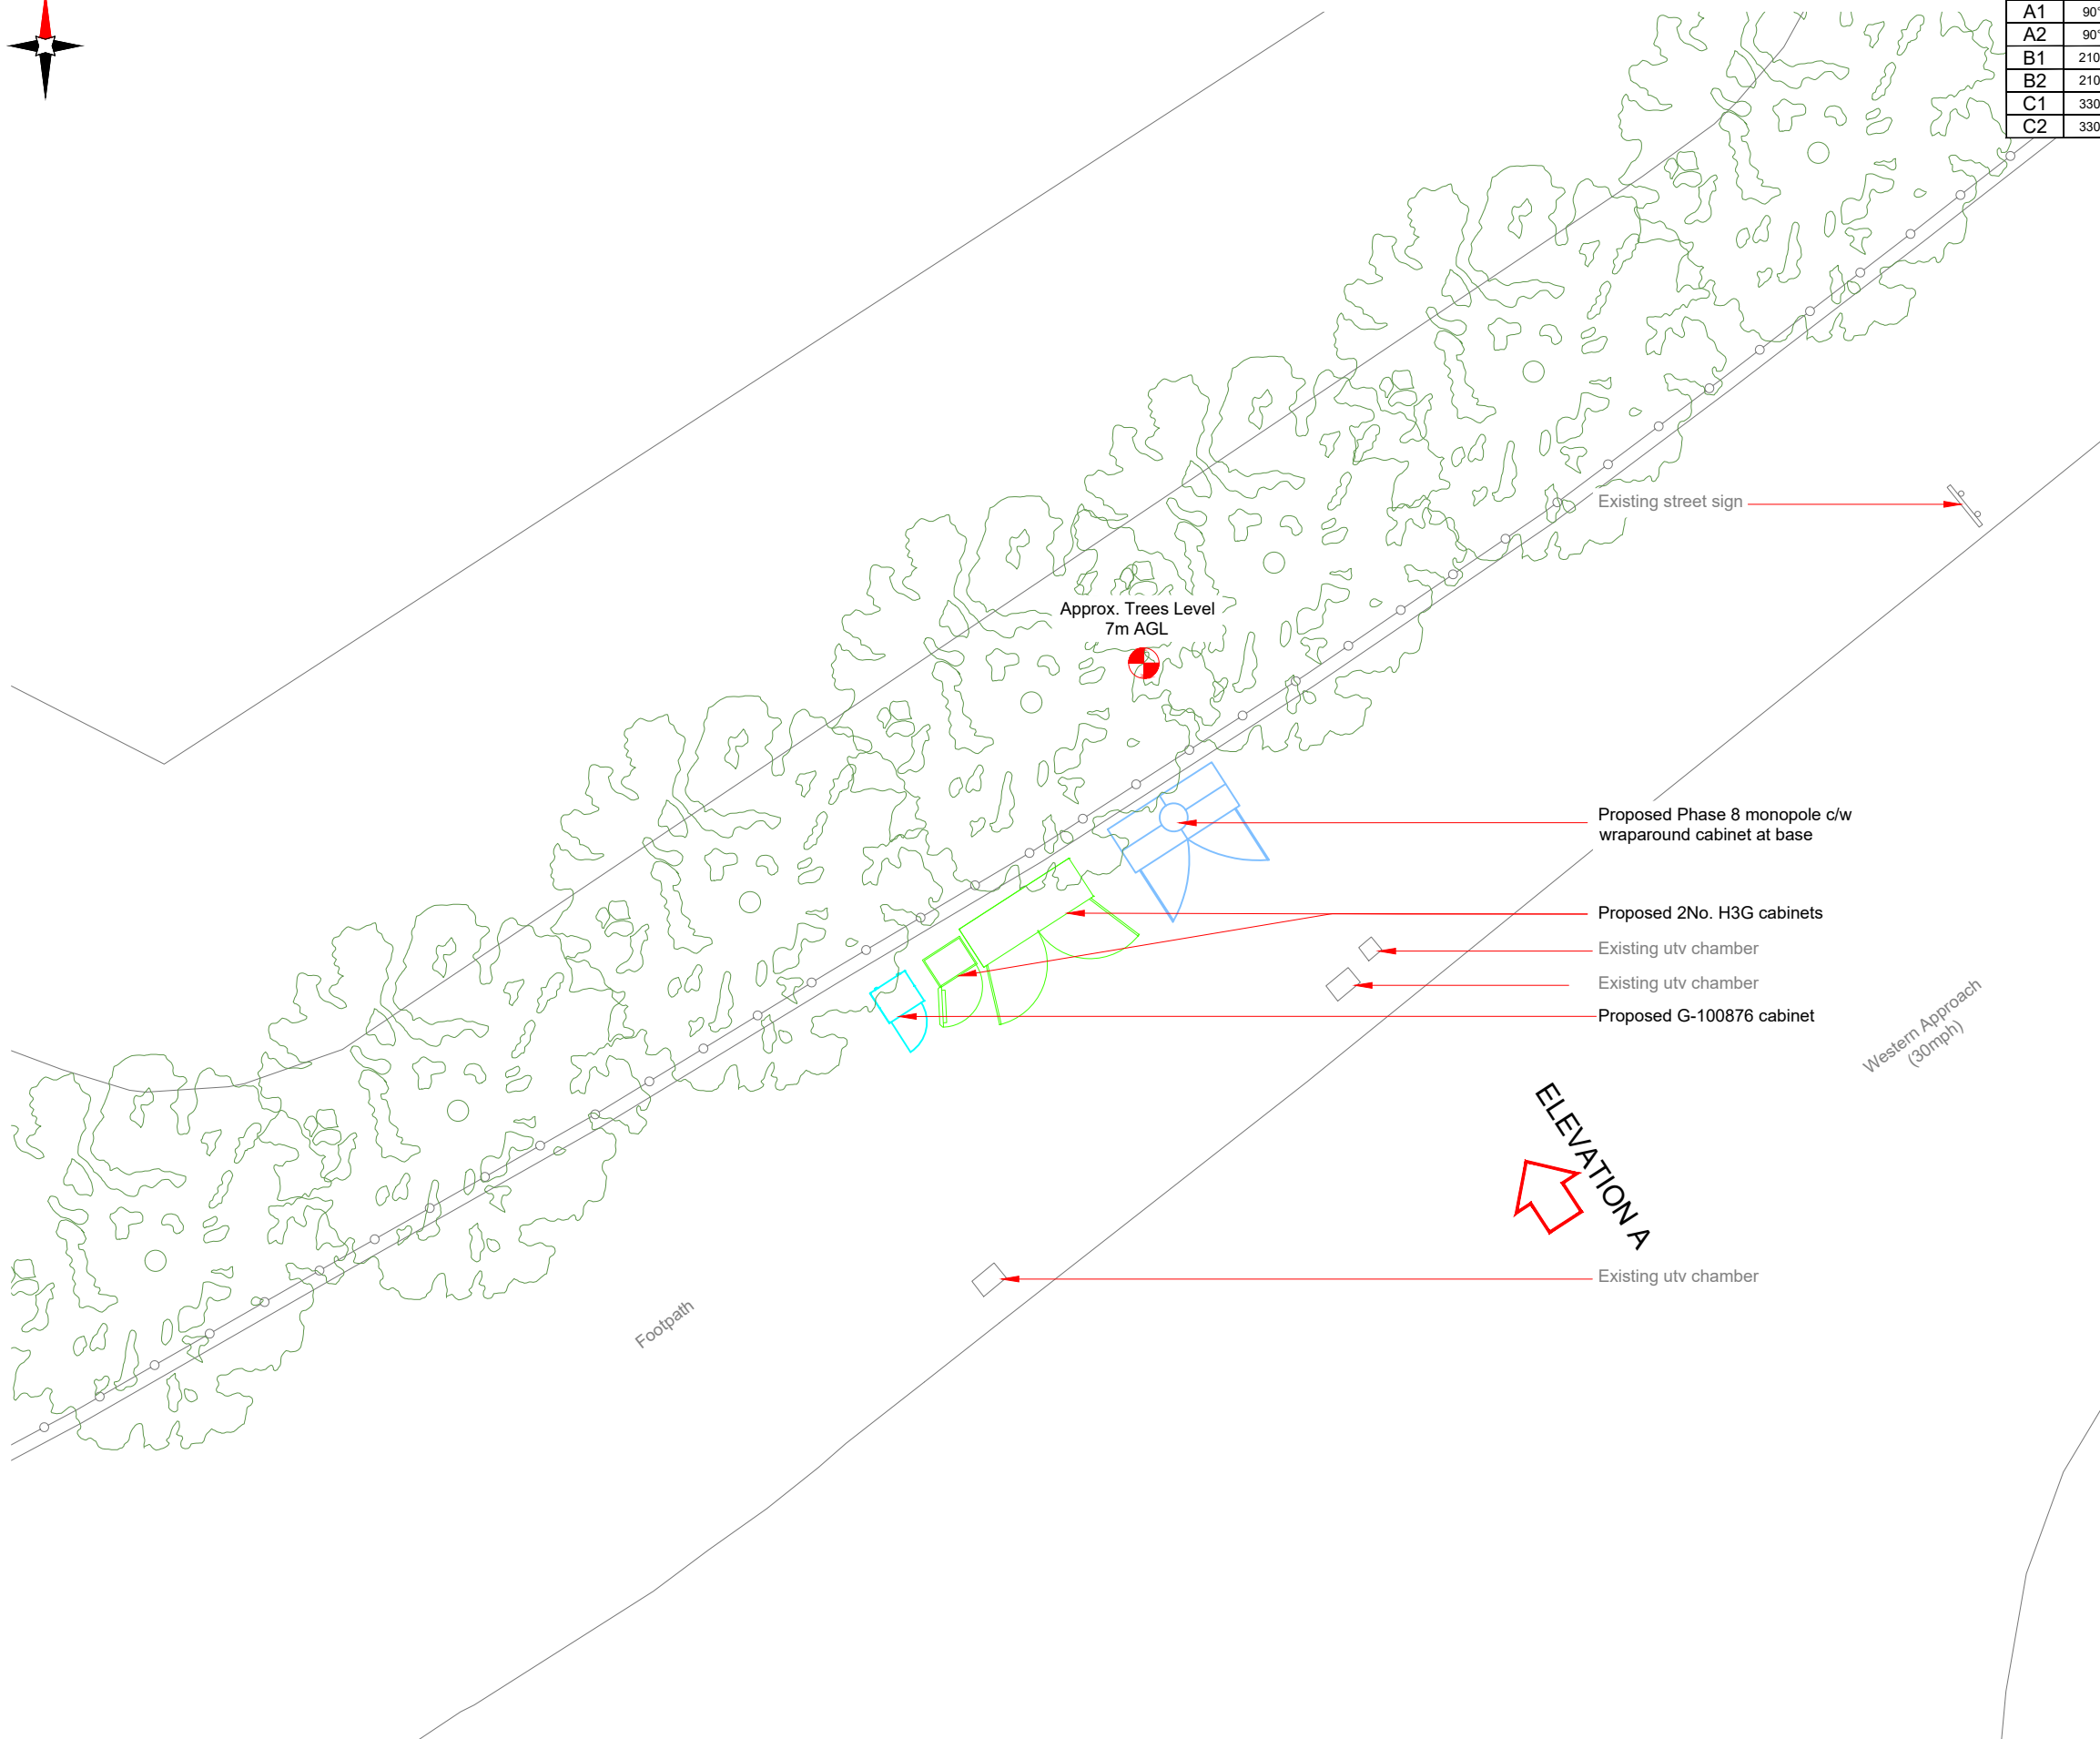 A1 90°
A2 90°
B1 210
B2 210
C1 330
C2 330
Existing street sign
Approx. Trees Level
7m AGL
Proposed Phase 8 monopole c/w
wraparound cabinet at base
Proposed 2No. H3G cabinets
Existing utv chamber
Existing utv chamber
Proposed G-100876 cabinet
Western Approach
(30mph)
ELEVATION A
Existing utv chamber
Footpath